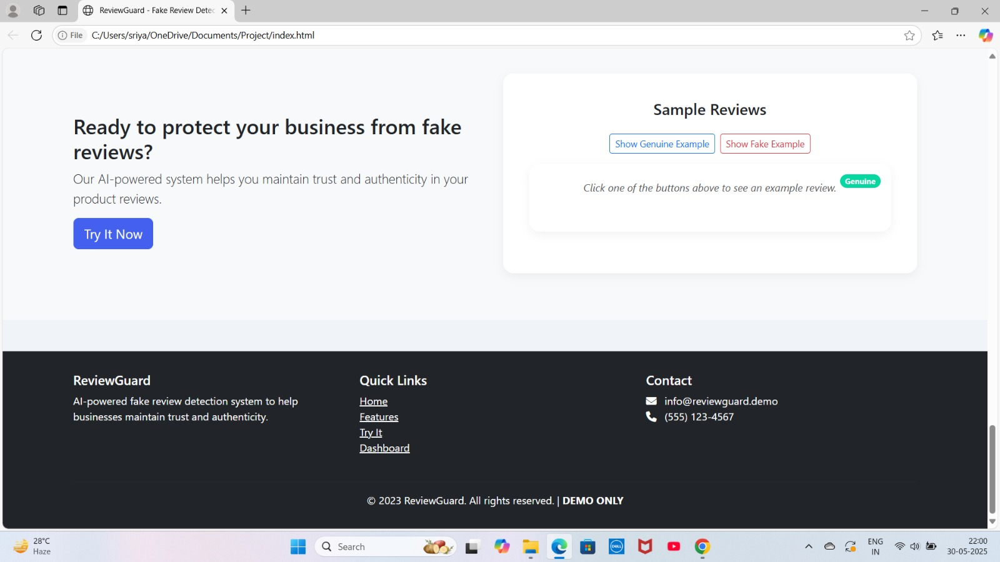 ReviewGuard - Fake Review Detec
File
C:/Users/sriya/OneDrive/Documents/Project/index.html
Ready to protect your business from fake
reviews?
Our AI-powered system helps you maintain trust and authenticity in your
product reviews.
Try It Now
Sample Reviews
Show Genuine Example
Show Fake Example
Genuine
Click one of the buttons above to see an example review.
ReviewGuard
AI-powered fake review detection system to help
businesses maintain trust and authenticity.
Quick Links
Home
Features
Try It
Dashboard
Contact
info@reviewguard.demo
(555) 123-4567
© 2023 ReviewGuard. All rights reserved. | DEMO ONLY
28°C
Haze
Search
DELL
ENG
IN
22:00
30-05-2025